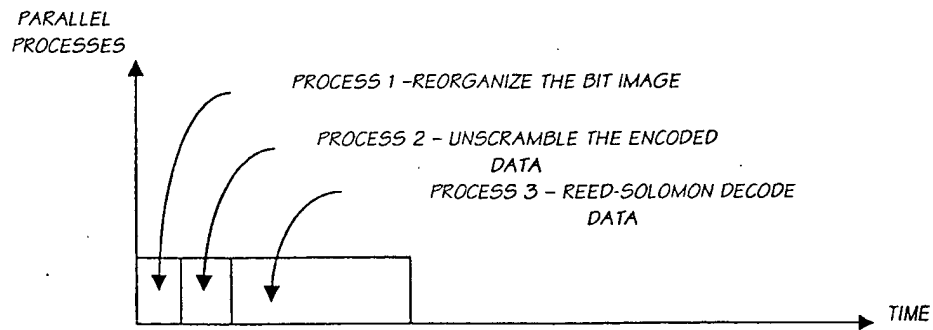 PARALLEL
PROCESSES
PROCESS 1 –REORGANIZE THE BIT IMAGE
PROCESS 2 – UNSCRAMBLE THE ENCODED
DATA
PROCESS 3 – REED-SOLOMON DECODE
DATA
TIME